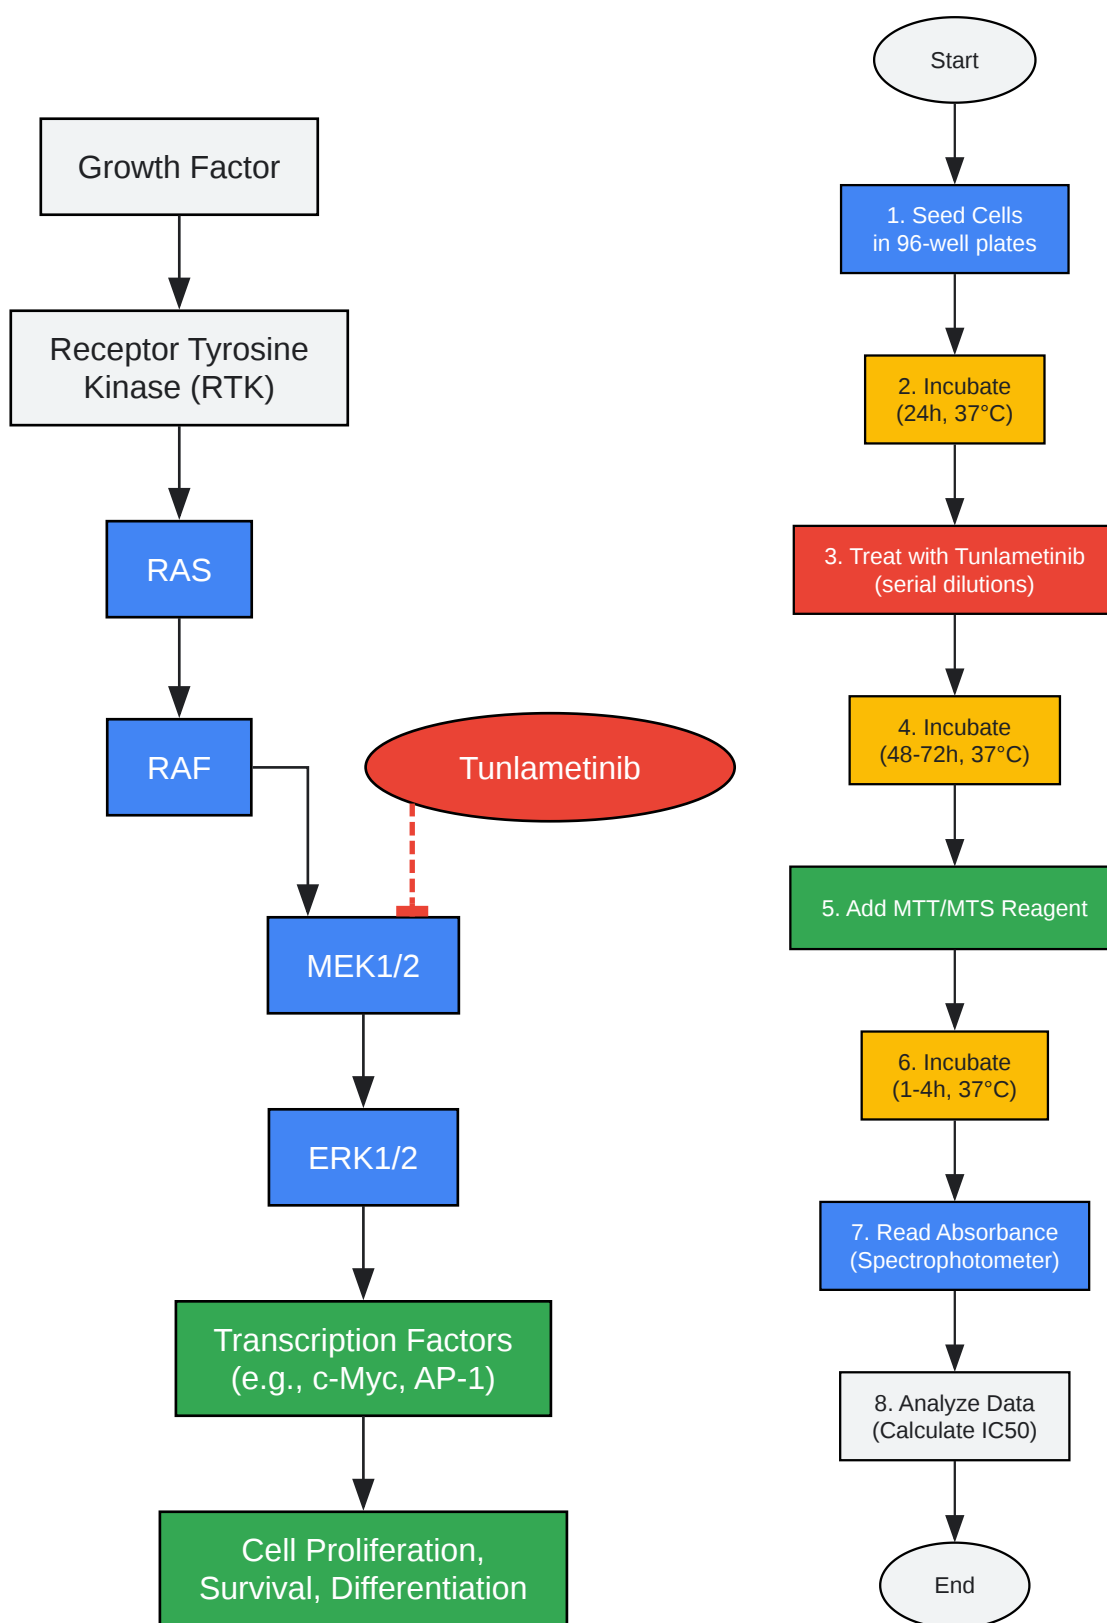 Growth Factor
Receptor Tyrosine
Kinase (RTK)
RAS
RAF
Tunlametinib
MEK1/2
ERK1/2
Transcription Factors
(e.g., c-Myc, AP-1)
Cell Proliferation,
Survival, Differentiation
Start
1. Seed Cells
in 96-well plates
2. Incubate
(24h, 37°C)
3. Treat with Tunlametinib
(serial dilutions)
4. Incubate
(48-72h, 37°C)
5. Add MTT/MTS Reagent
6. Incubate
(1-4h, 37°C)
7. Read Absorbance
(Spectrophotometer)
8. Analyze Data
(Calculate IC50)
End